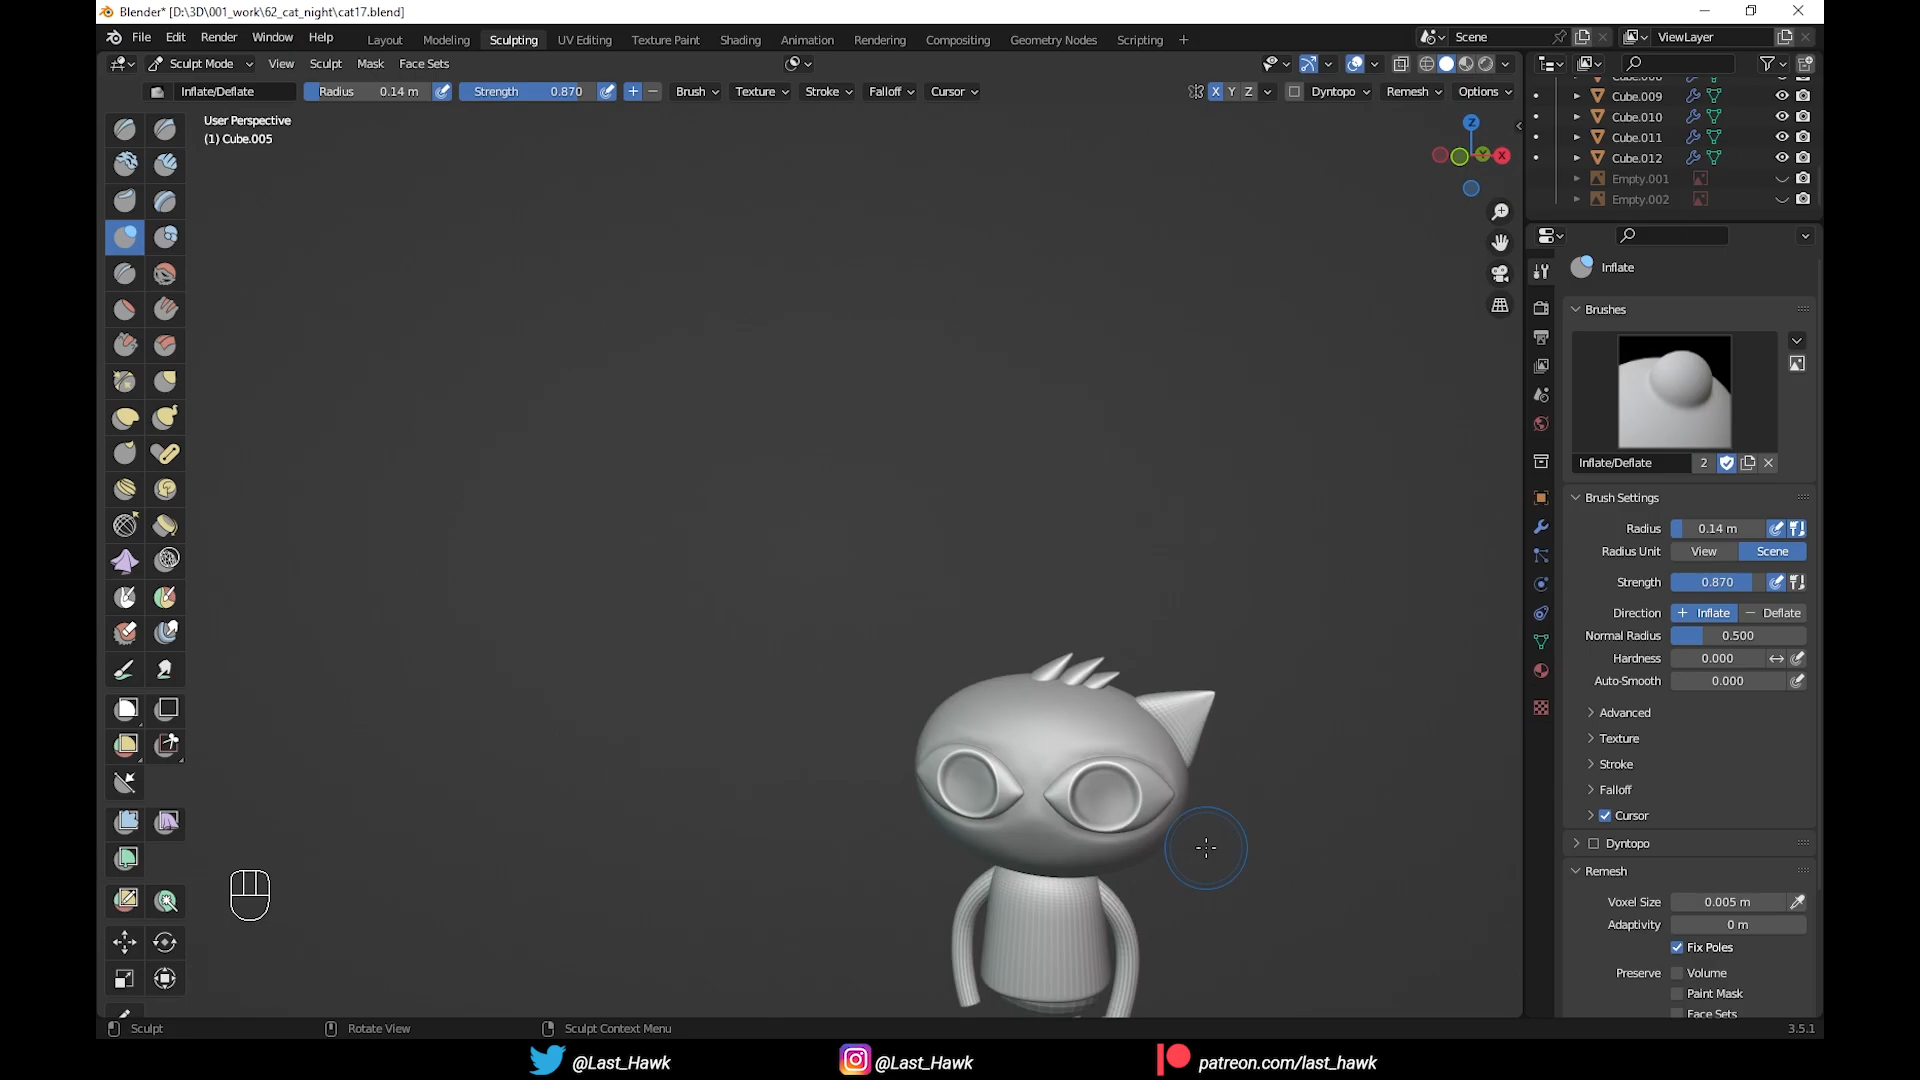 Blender* [D:\3D\001_work\62_cat_night\cat17.blend]
File Edit Render Window Help Layout Modeling Sculpting UV Editing Texture Paint Shading Animation Rendering Compositing Geometry Nodes Scripting + Scene ViewLayer
Sculpt Mode View Sculpt Mask Face Sets
Inflate/Deflate Radius 0.14 m Strength 0.870 Brush Texture Stroke Falloff Cursor X Y Z Dyntopo Remesh Options
User Perspective
(1) Cube.005
Z
Y X
Cube.009
Cube.010
Cube.011
Cube.012
Empty.001
Empty.002
Inflate
Brushes
Inflate/Deflate 2
Brush Settings
Radius 0.14 m
Radius Unit View Scene
Strength 0.870
Direction + Inflate − Deflate
Normal Radius 0.500
Hardness 0.000
Auto-Smooth 0.000
Advanced
Texture
Stroke
Falloff
Cursor
Dyntopo
Remesh
Voxel Size 0.005 m
Adaptivity 0 m
Fix Poles
Preserve Volume
Paint Mask
Face Sets
Sculpt Rotate View Sculpt Context Menu 3.5.1
@Last_Hawk @Last_Hawk patreon.com/last_hawk